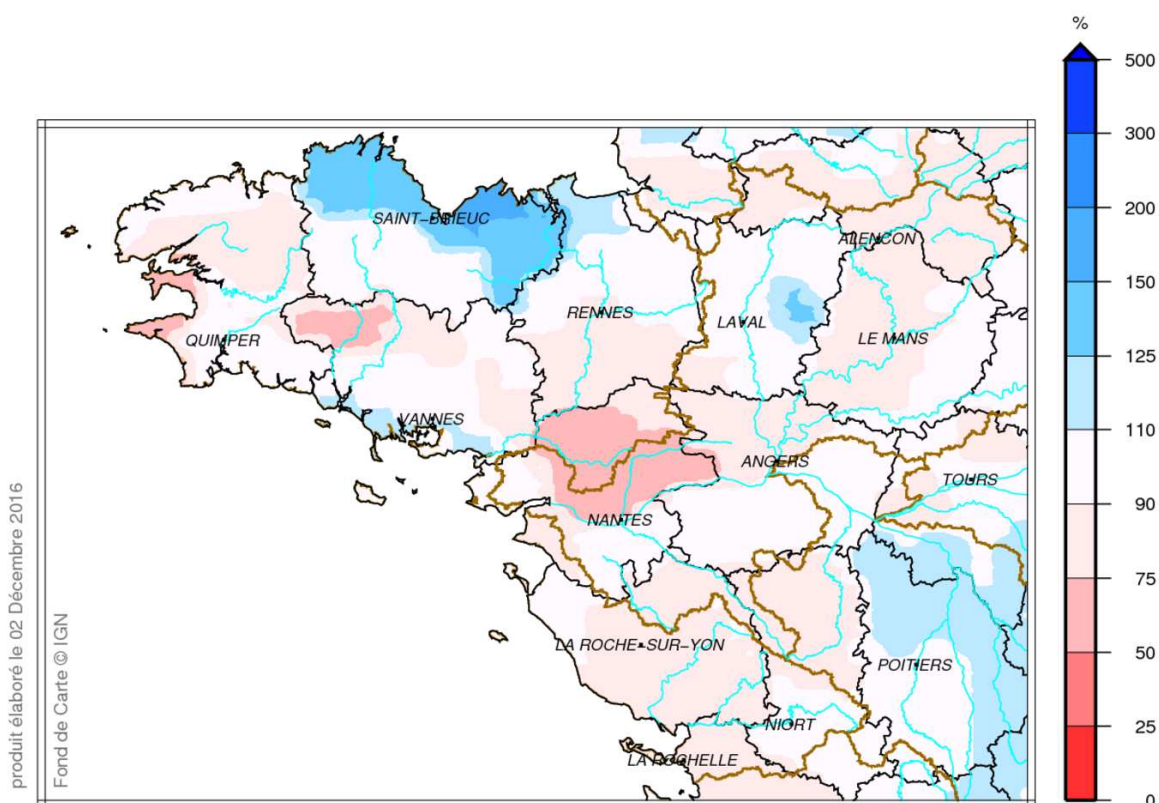 %
500
300
200
150
125
110
90
75
50
25
0
SAINT-BRIEUC
ALENCON
RENNES
LAVAL
QUIMPER
LE MANS
VANNES
ANGERS
TOURS
NANTES
LA ROCHE-SUR-YON
POITIERS
NIORT
LA ROCHELLE
produit élaboré le 02 Décembre 2016
Fond de Carte © IGN